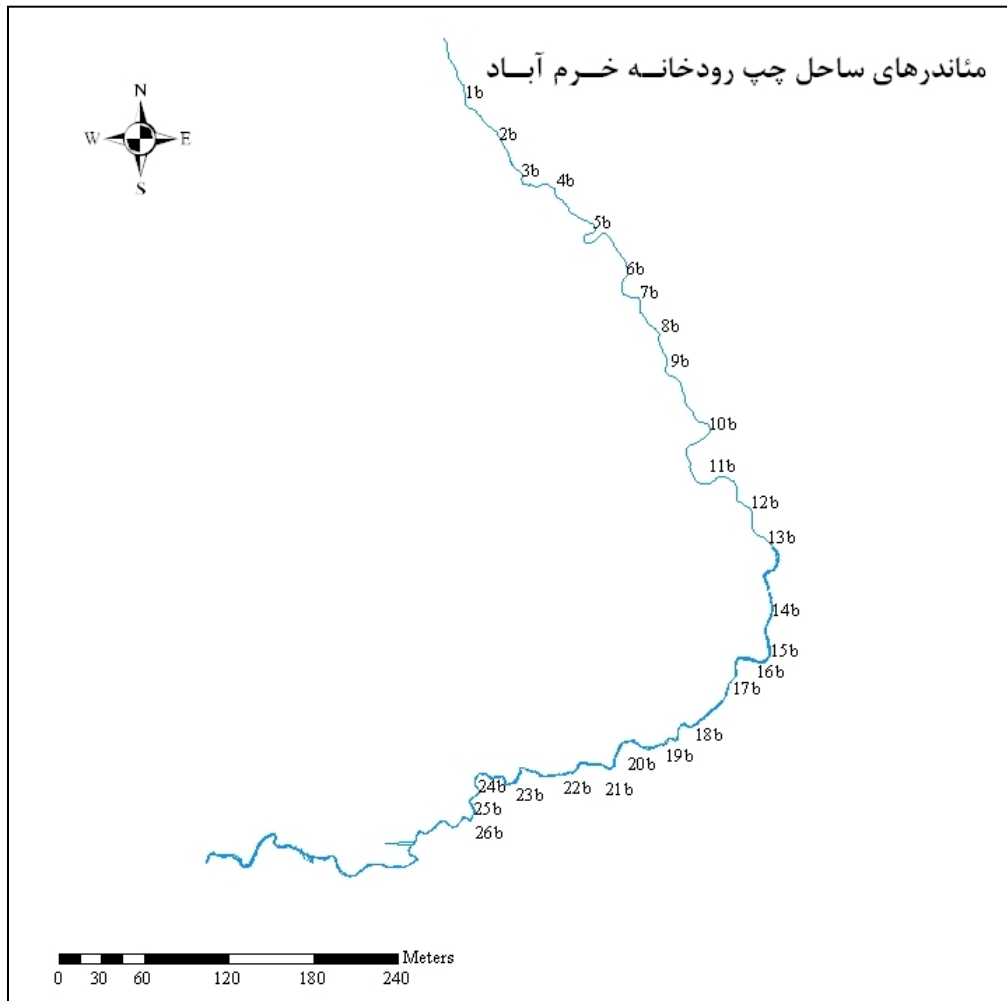 مئاندرهای ساحل چپ رودخانــه خــرم آبــاد
N
W E
S
1b
2b
3b
4b
5b
6b
7b
8b
9b
10b
11b
12b
13b
14b
15b
16b
17b
18b
19b
20b
21b
22b
23b
24b
25b
26b
Meters
0 30 60 120 180 240